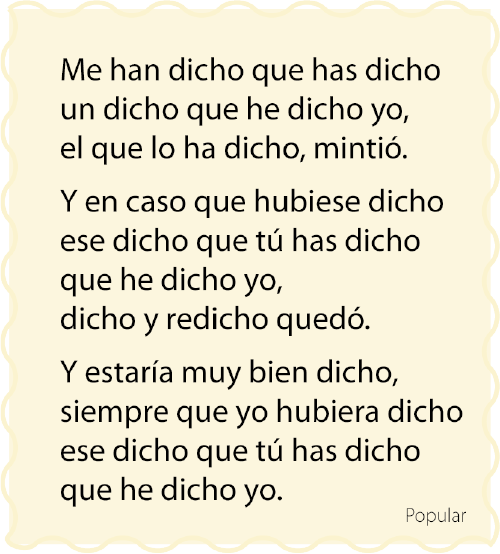 Me han dicho que has dicho
un dicho que he dicho yo,
el que lo ha dicho, mintió.
Y en caso que hubiese dicho
ese dicho que tú has dicho
que he dicho yo,
dicho y redicho quedó.
Y estaría muy bien dicho,
siempre que yo hubiera dicho
ese dicho que tú has dicho
que he dicho yo.
Popular